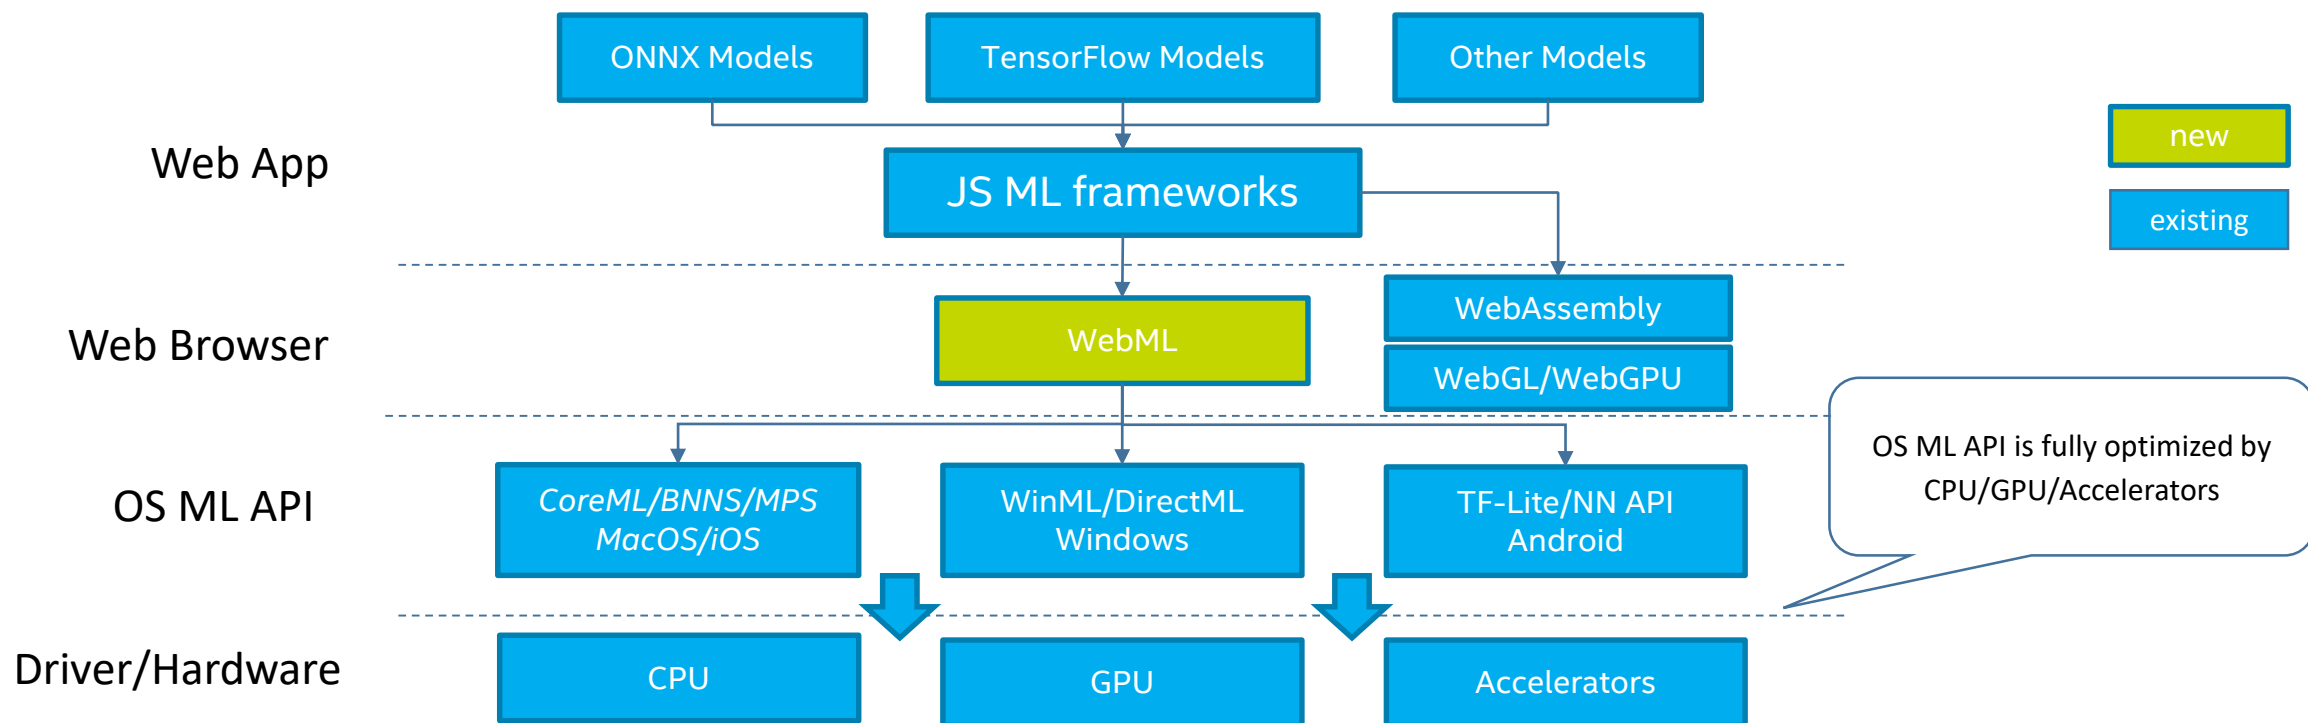 ONNX Models
TensorFlow Models
Other Models
new
Web App
JS ML frameworks
existing
Web Browser
WebML
WebAssembly
WebGL/WebGPU
OS ML API
CoreML/BNNS/MPS
MacOS/iOS
WinML/DirectML
Windows
TF-Lite/NN API
Android
OS ML API is fully optimized by
CPU/GPU/Accelerators
Driver/Hardware
CPU
GPU
Accelerators